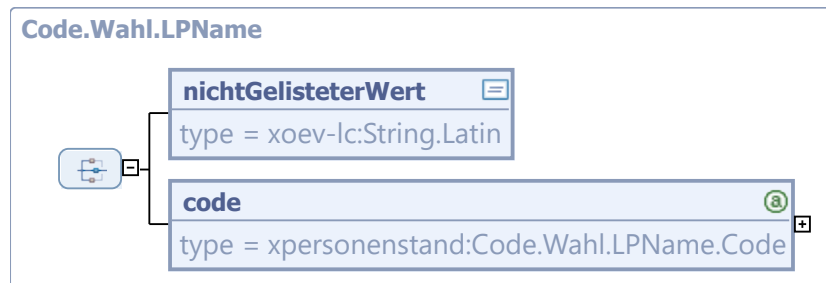 Code.Wahl.LPName
nichtGelisteterWert
type = xoev-lc:String.Latin
code
type = xpersonenstand:Code.Wahl.LPName.Code